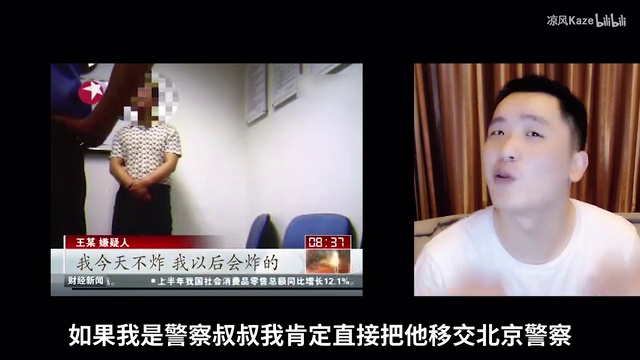 凉风Kaze bilibili
王某 嫌疑人
08:37
我今天不炸 我以后会炸的
财经新闻
上半年我国社会消费品零售总额同比增长12.1%。
如果我是警察叔叔我肯定直接把他移交北京警察